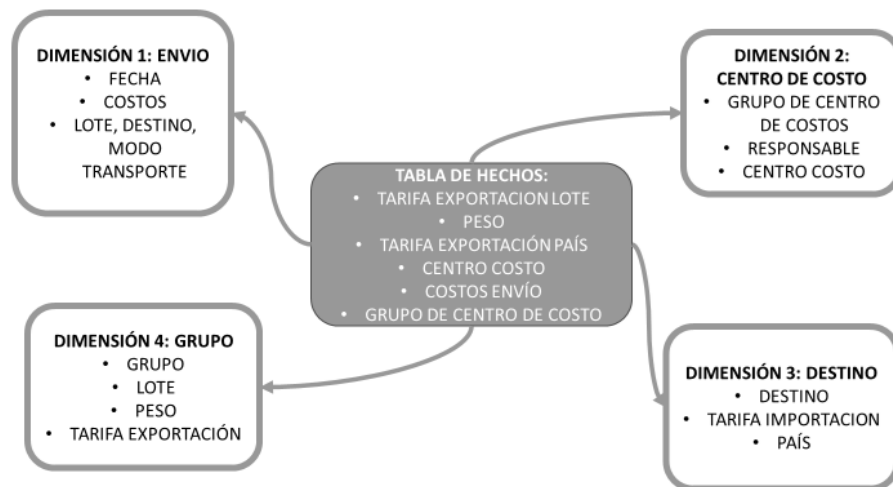 DIMENSIÓN 1: ENVIO
• FECHA
• COSTOS
• LOTE, DESTINO,
MODO
TRANSPORTE
DIMENSIÓN 2:
CENTRO DE COSTO
• GRUPO DE CENTRO
DE COSTOS
• RESPONSABLE
• CENTRO COSTO
TABLA DE HECHOS:
• TARIFA EXPORTACION LOTE
• PESO
• TARIFA EXPORTACIÓN PAÍS
• CENTRO COSTO
• COSTOS ENVÍO
• GRUPO DE CENTRO DE COSTO
DIMENSIÓN 4: GRUPO
• GRUPO
• LOTE
• PESO
• TARIFA EXPORTACIÓN
DIMENSIÓN 3: DESTINO
• DESTINO
• TARIFA IMPORTACION
• PAÍS